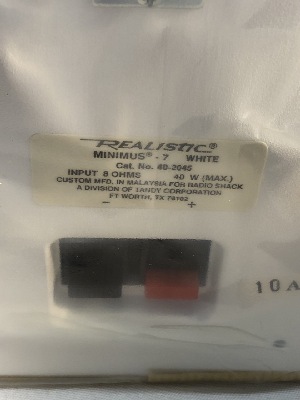 REALISTIC®
MINIMUS® - 7 WHITE
Cat. No. 40-2045
INPUT 8 OHMS 40 W (MAX.)
CUSTOM MFD. IN MALAYSIA FOR RADIO SHACK
A DIVISION OF TANDY CORPORATION
FT WORTH, TX 76102
- +
10A